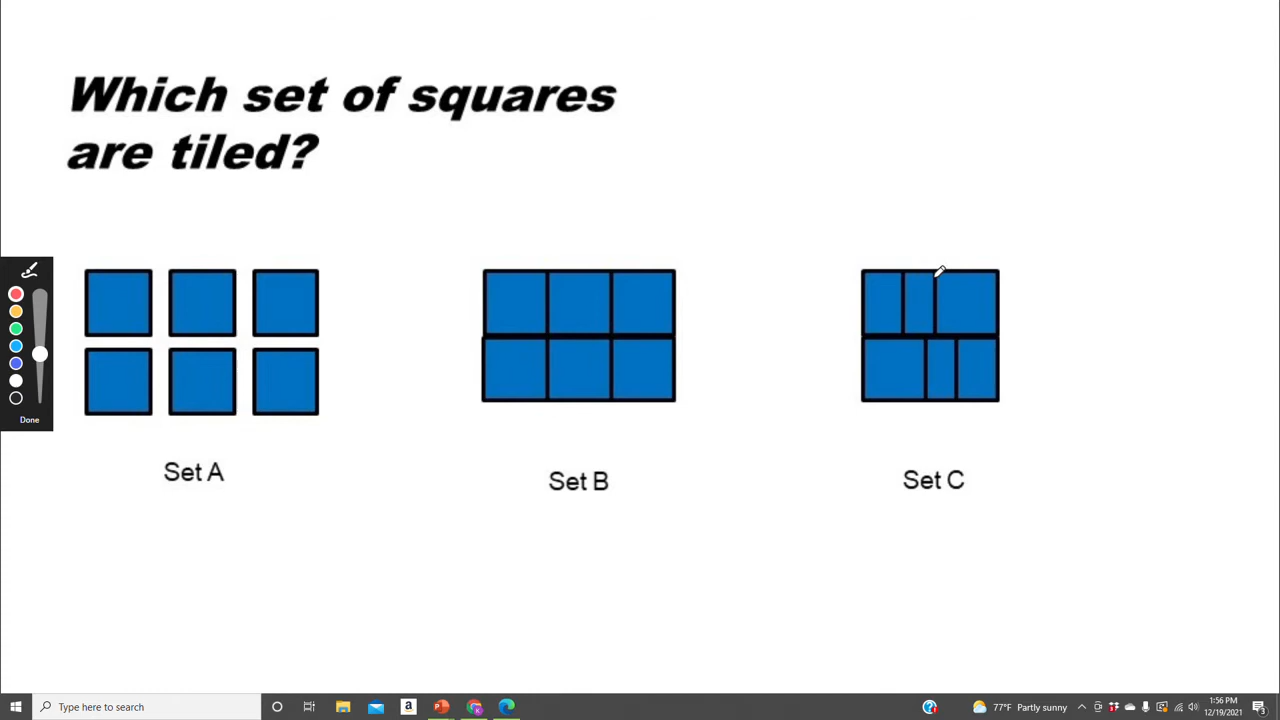 Which set of squares
are tiled?
Done
Set A
Set B
Set C
Type here to search
a
77°F Partly sunny
1:56 PM
12/19/2021